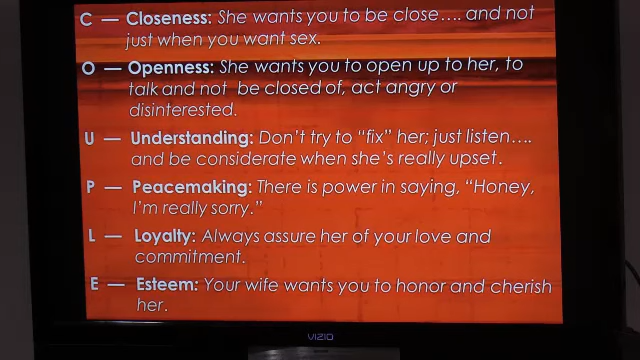 C — Closeness: She wants you to be close.... and not
just when you want sex.
O — Openness: She wants you to open up to her, to
talk and not be closed of, act angry or
disinterested.
U — Understanding: Don't try to "fix" her; just listen....
and be considerate when she's really upset.
P — Peacemaking: There is power in saying, "Honey,
I'm really sorry."
L — Loyalty: Always assure her of your love and
commitment.
E — Esteem: Your wife wants you to honor and cherish
her.
VIZIO